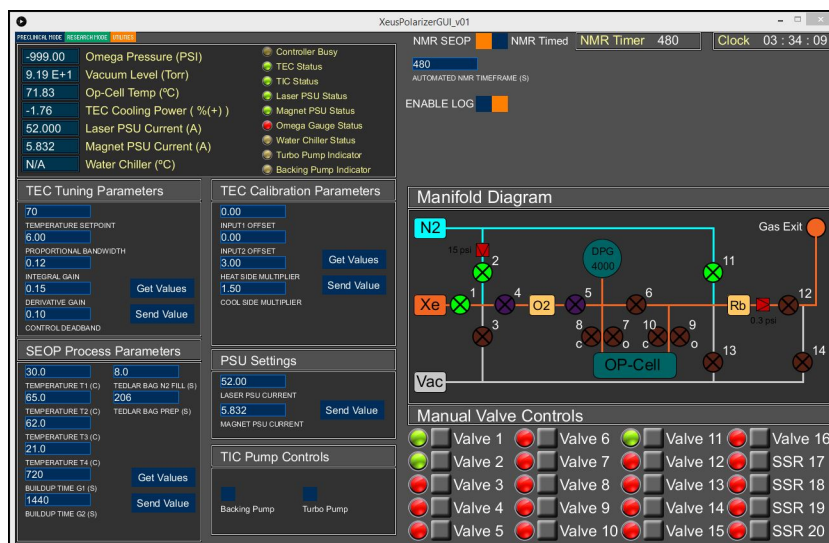 XeusPolarizerGUI_v01
PRECLINICAL MODE RESEARCH MODE UTILITIES
-999.00 Omega Pressure (PSI)
9.19 E+1 Vacuum Level (Torr)
71.83 Op-Cell Temp (ºC)
-1.76 TEC Cooling Power ( %(+) )
52.000 Laser PSU Current (A)
5.832 Magnet PSU Current (A)
N/A Water Chiller (ºC)
Controller Busy
TEC Status
TIC Status
Laser PSU Status
Magnet PSU Status
Omega Gauge Status
Water Chiller Status
Turbo Pump Indicator
Backing Pump Indicator
NMR SEOP NMR Timed NMR Timer 480 Clock 03 : 34 : 09
480
AUTOMATED NMR TIMEFRAME (S)
ENABLE LOG
TEC Tuning Parameters
70
TEMPERATURE SETPOINT
6.00
PROPORTIONAL BANDWIDTH
0.12
INTEGRAL GAIN
0.15
DERIVATIVE GAIN
0.10
CONTROL DEADBAND
Get Values
Send Value
TEC Calibration Parameters
0.00
INPUT1 OFFSET
0.00
INPUT2 OFFSET
3.00
HEAT SIDE MULTIPLIER
1.50
COOL SIDE MULTIPLIER
Get Values
Send Value
SEOP Process Parameters
30.0 8.0
TEMPERATURE T1 (C) TEDLAR BAG N2 FILL (S)
65.0 206
TEMPERATURE T2 (C) TEDLAR BAG PREP (S)
62.0
TEMPERATURE T3 (C)
21.0
TEMPERATURE T4 (C)
720
BUILDUP TIME G1 (S)
1440
BUILDUP TIME G2 (S)
Get Values
Send Value
PSU Settings
52.00
LASER PSU CURRENT
5.832
MAGNET PSU CURRENT
Send Value
TIC Pump Controls
Backing Pump Turbo Pump
Manifold Diagram
N2 Gas Exit
15 psi 2 DPG 4000 11
Xe 1 4 O2 5 6 Rb 0.3 psi 12
3 8 c 7 o 10 c 9 o
OP-Cell 13 14
Vac
Manual Valve Controls
Valve 1 Valve 6 Valve 11 Valve 16
Valve 2 Valve 7 Valve 12 SSR 17
Valve 3 Valve 8 Valve 13 SSR 18
Valve 4 Valve 9 Valve 14 SSR 19
Valve 5 Valve 10 Valve 15 SSR 20